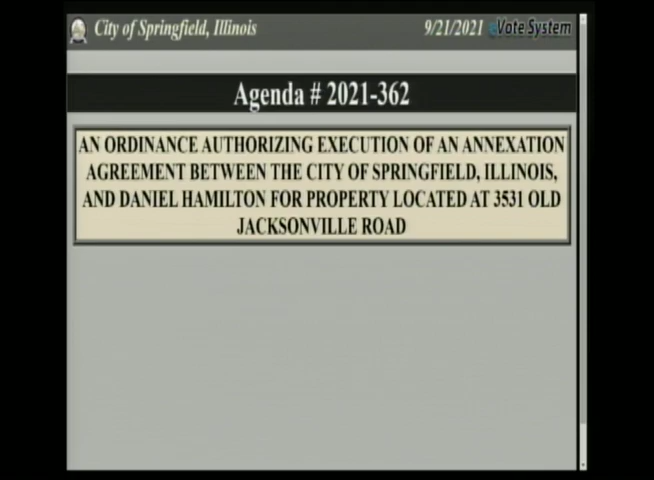 City of Springfield, Illinois 9/21/2021 eVote System
Agenda # 2021-362
AN ORDINANCE AUTHORIZING EXECUTION OF AN ANNEXATION
AGREEMENT BETWEEN THE CITY OF SPRINGFIELD, ILLINOIS,
AND DANIEL HAMILTON FOR PROPERTY LOCATED AT 3531 OLD
JACKSONVILLE ROAD